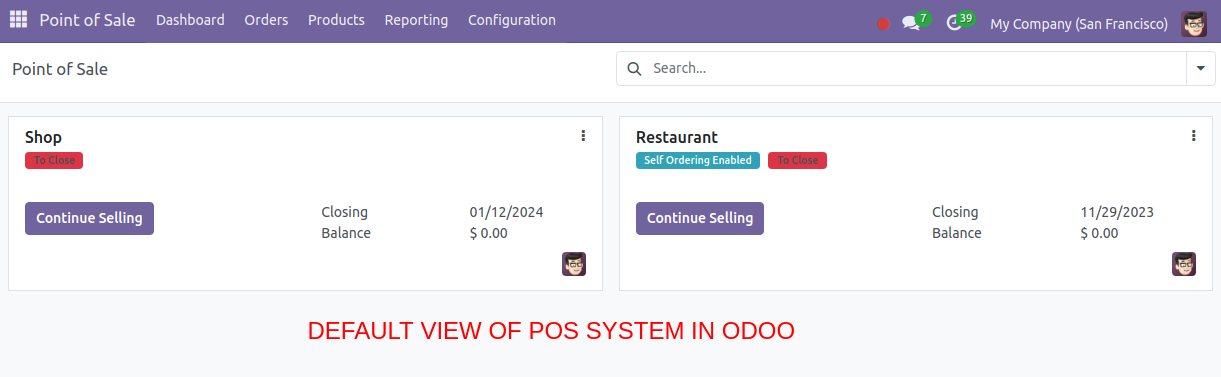 Point of Sale Dashboard Orders Products Reporting Configuration 7 39 My Company (San Francisco)
Point of Sale Search...
Shop
To Close
Continue Selling Closing 01/12/2024
Balance $ 0.00
Restaurant
Self Ordering Enabled To Close
Continue Selling Closing 11/29/2023
Balance $ 0.00
DEFAULT VIEW OF POS SYSTEM IN ODOO